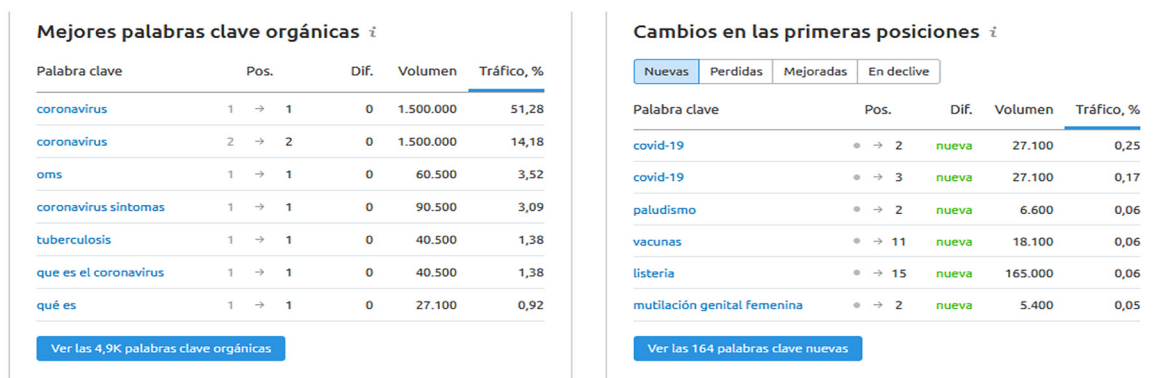 Mejores palabras clave orgánicas i
Palabra clave Pos. Dif. Volumen Tráfico, %
coronavirus 1 → 1 0 1.500.000 51,28
coronavirus 2 → 2 0 1.500.000 14,18
oms 1 → 1 0 60.500 3,52
coronavirus sintomas 1 → 1 0 90.500 3,09
tuberculosis 1 → 1 0 40.500 1,38
que es el coronavirus 1 → 1 0 40.500 1,38
qué es 1 → 1 0 27.100 0,92
Ver las 4,9K palabras clave orgánicas
Cambios en las primeras posiciones i
Nuevas Perdidas Mejoradas En declive
Palabra clave Pos. Dif. Volumen Tráfico, %
covid-19 • → 2 nueva 27.100 0,25
covid-19 • → 3 nueva 27.100 0,17
paludismo • → 2 nueva 6.600 0,06
vacunas • → 11 nueva 18.100 0,06
listeria • → 15 nueva 165.000 0,06
mutilación genital femenina • → 2 nueva 5.400 0,05
Ver las 164 palabras clave nuevas